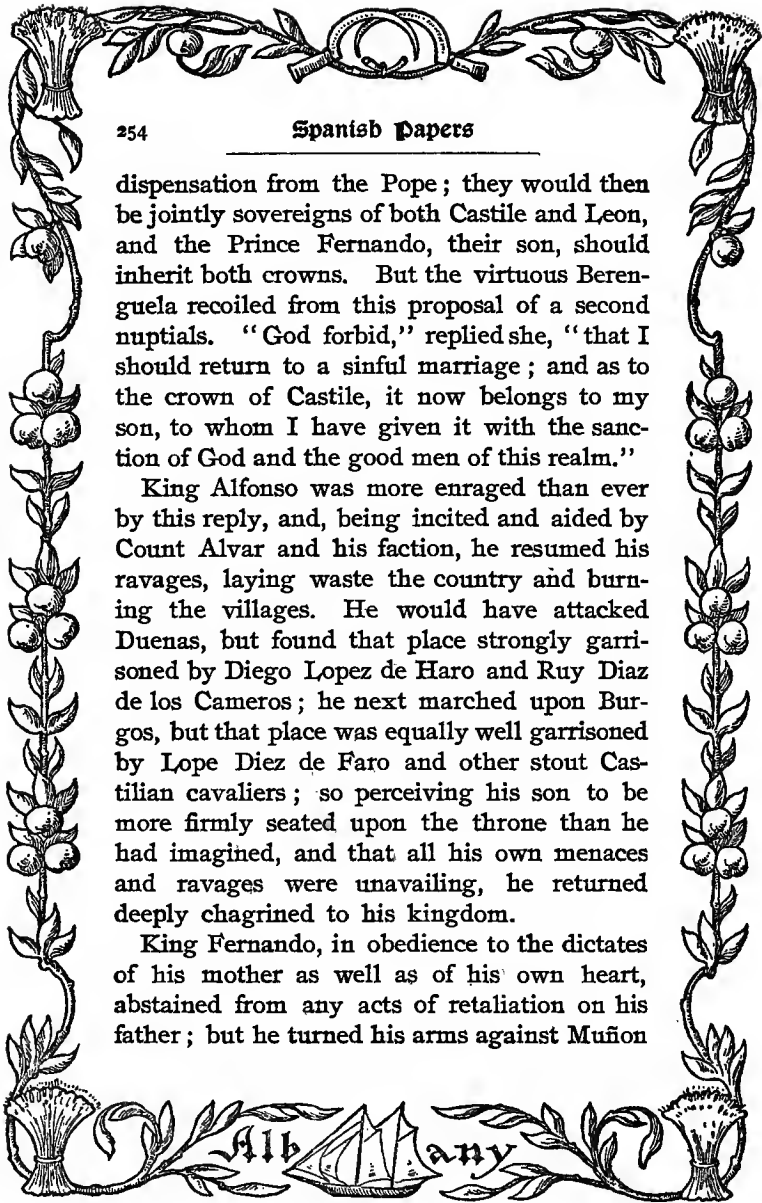 254 Spanish Papers
dispensation from the Pope ; they would then
be jointly sovereigns of both Castile and Leon,
and the Prince Fernando, their son, should
inherit both crowns. But the virtuous Beren-
guela recoiled from this proposal of a second
nuptials. “God forbid,” replied she, “that I
should return to a sinful marriage ; and as to
the crown of Castile, it now belongs to my
son, to whom I have given it with the sanc-
tion of God and the good men of this realm.”
King Alfonso was more enraged than ever
by this reply, and, being incited and aided by
Count Alvar and his faction, he resumed his
ravages, laying waste the country and burn-
ing the villages. He would have attacked
Duenas, but found that place strongly garri-
soned by Diego Lopez de Haro and Ruy Diaz
de los Cameros ; he next marched upon Bur-
gos, but that place was equally well garrisoned
by Lope Diez de Faro and other stout Cas-
tilian cavaliers ; so perceiving his son to be
more firmly seated upon the throne than he
had imagined, and that all his own menaces
and ravages were unavailing, he returned
deeply chagrined to his kingdom.
King Fernando, in obedience to the dictates
of his mother as well as of his own heart,
abstained from any acts of retaliation on his
father ; but he turned his arms against Muñon
Albany